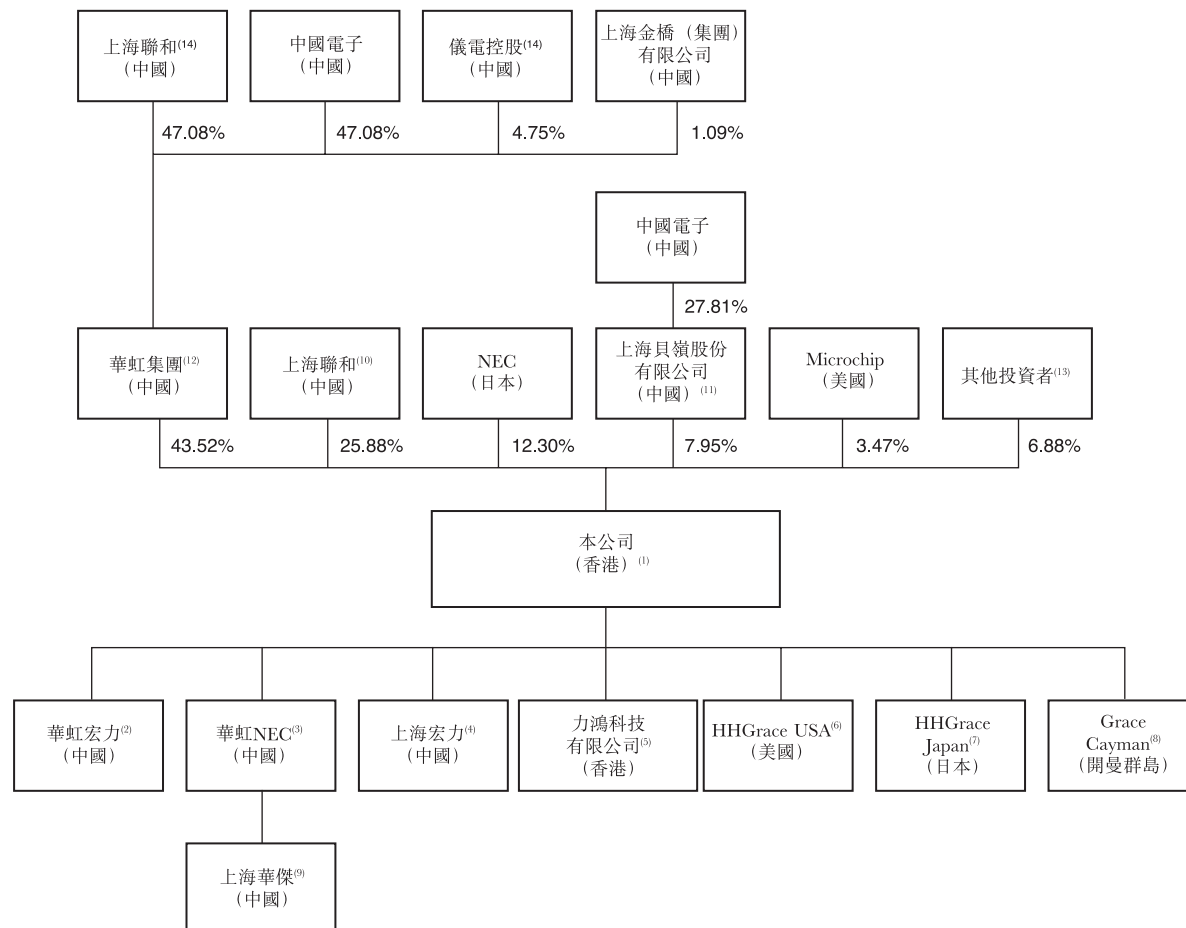 上海聯和(14)
（中國）
中國電子
（中國）
儀電控股(14)
（中國）
上海金橋（集團）
有限公司
（中國）
47.08%
47.08%
4.75%
1.09%
中國電子
（中國）
27.81%
華虹集團(12)
（中國）
上海聯和(10)
（中國）
NEC
（日本）
上海貝嶺股份
有限公司
（中國）(11)
Microchip
（美國）
其他投資者(13)
43.52%
25.88%
12.30%
7.95%
3.47%
6.88%
本公司
（香港）(1)
華虹宏力(2)
（中國）
華虹NEC(3)
（中國）
上海宏力(4)
（中國）
力鴻科技
有限公司(5)
（香港）
HHGrace USA(6)
（美國）
HHGrace
Japan(7)
（日本）
Grace
Cayman(8)
（開曼群島）
上海華傑(9)
（中國）